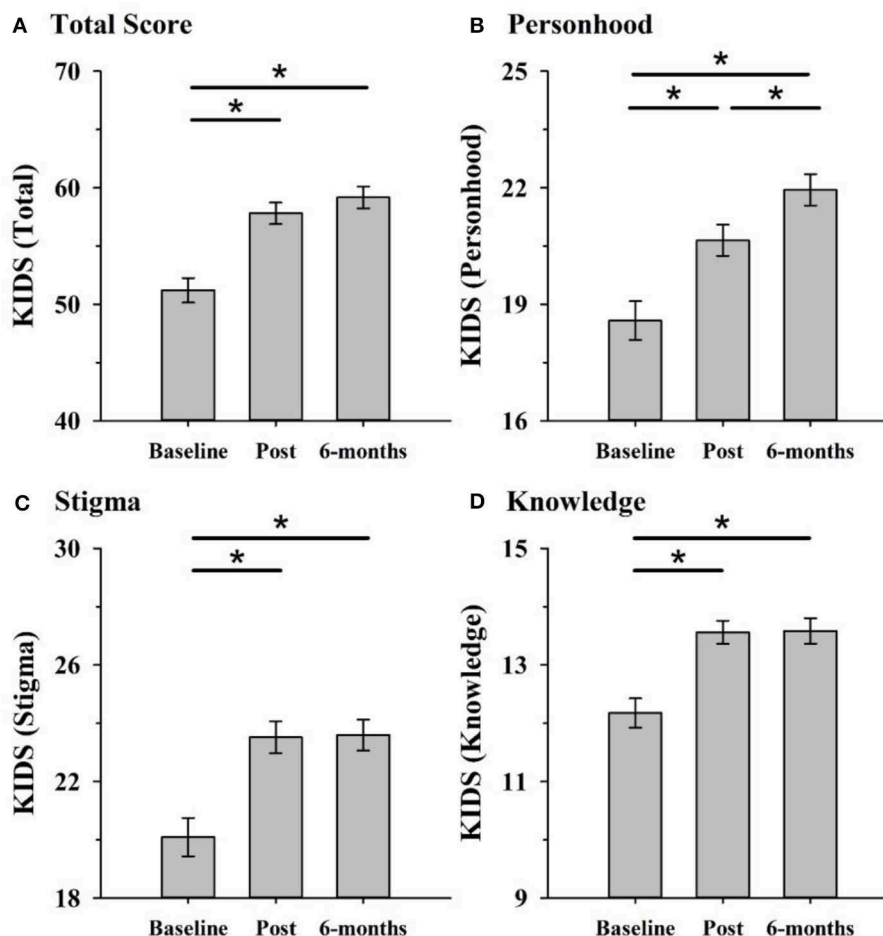 A Total Score
70
60
50
40
KIDS (Total)
*
*
Baseline Post 6-months
B Personhood
25
22
19
16
KIDS (Personhood)
*
*
*
Baseline Post 6-months
C Stigma
30
26
22
18
KIDS (Stigma)
*
*
Baseline Post 6-months
D Knowledge
15
13
11
9
KIDS (Knowledge)
*
*
Baseline Post 6-months